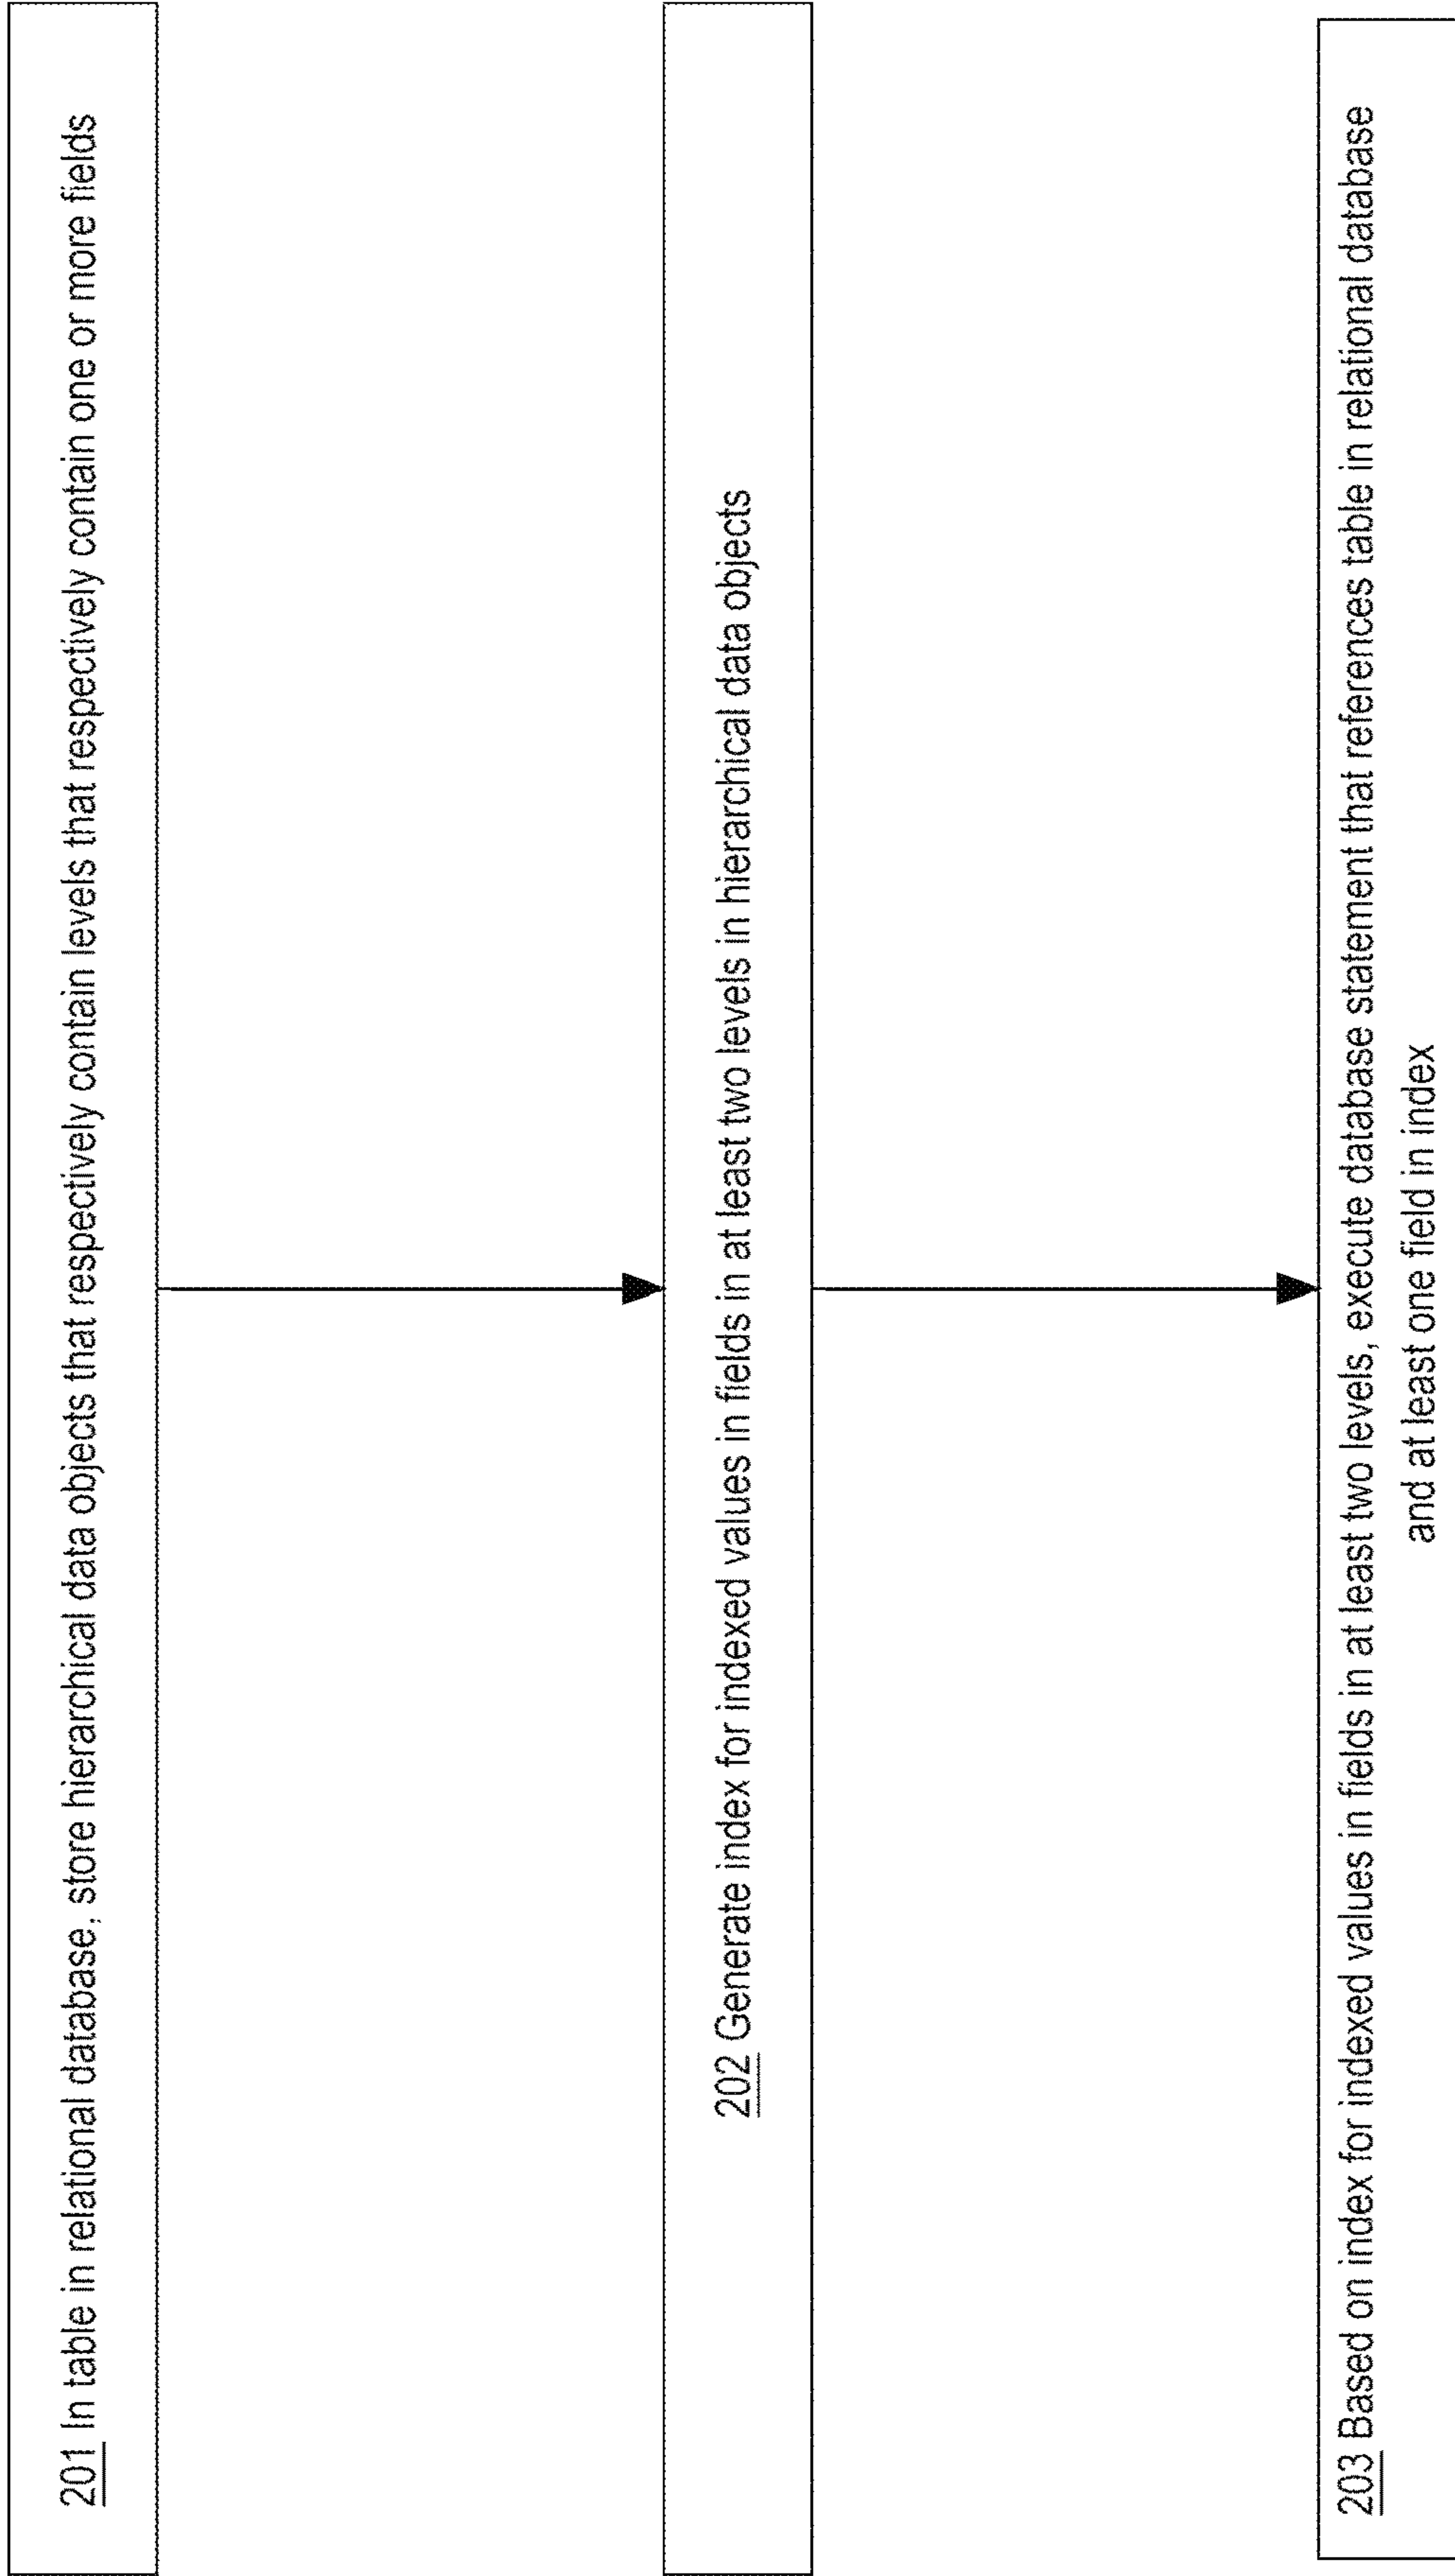 201 In table in relational database, store hierarchical data objects that respectively contain levels that respectively contain one or more fields
202 Generate index for indexed values in fields in at least two levels in hierarchical data objects
203 Based on index for indexed values in fields in at least two levels, execute database statement that references table in relational database
and at least one field in index